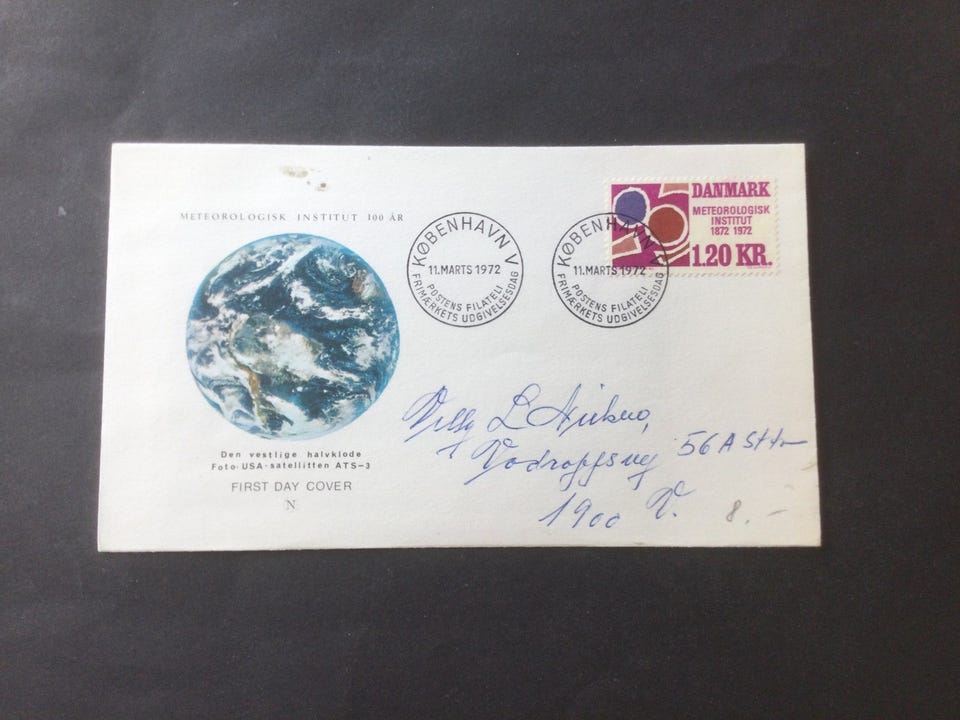 METEOROLOGISK INSTITUT 100 ÅR
Den vestlige halvklode
Foto: USA-satellitten ATS-3
FIRST DAY COVER
N
KØBENHAVN V
11.MARTS 1972
POSTENS FILATELI
FRIMÆRKETS UDGIVELSESDAG
KØBENHAVN V
11.MARTS 1972
POSTENS FILATELI
FRIMÆRKETS UDGIVELSESDAG
DANMARK
METEOROLOGISK
INSTITUT
1872 1972
1.20 KR.
Willy L
56 A
1900 V.
8.-